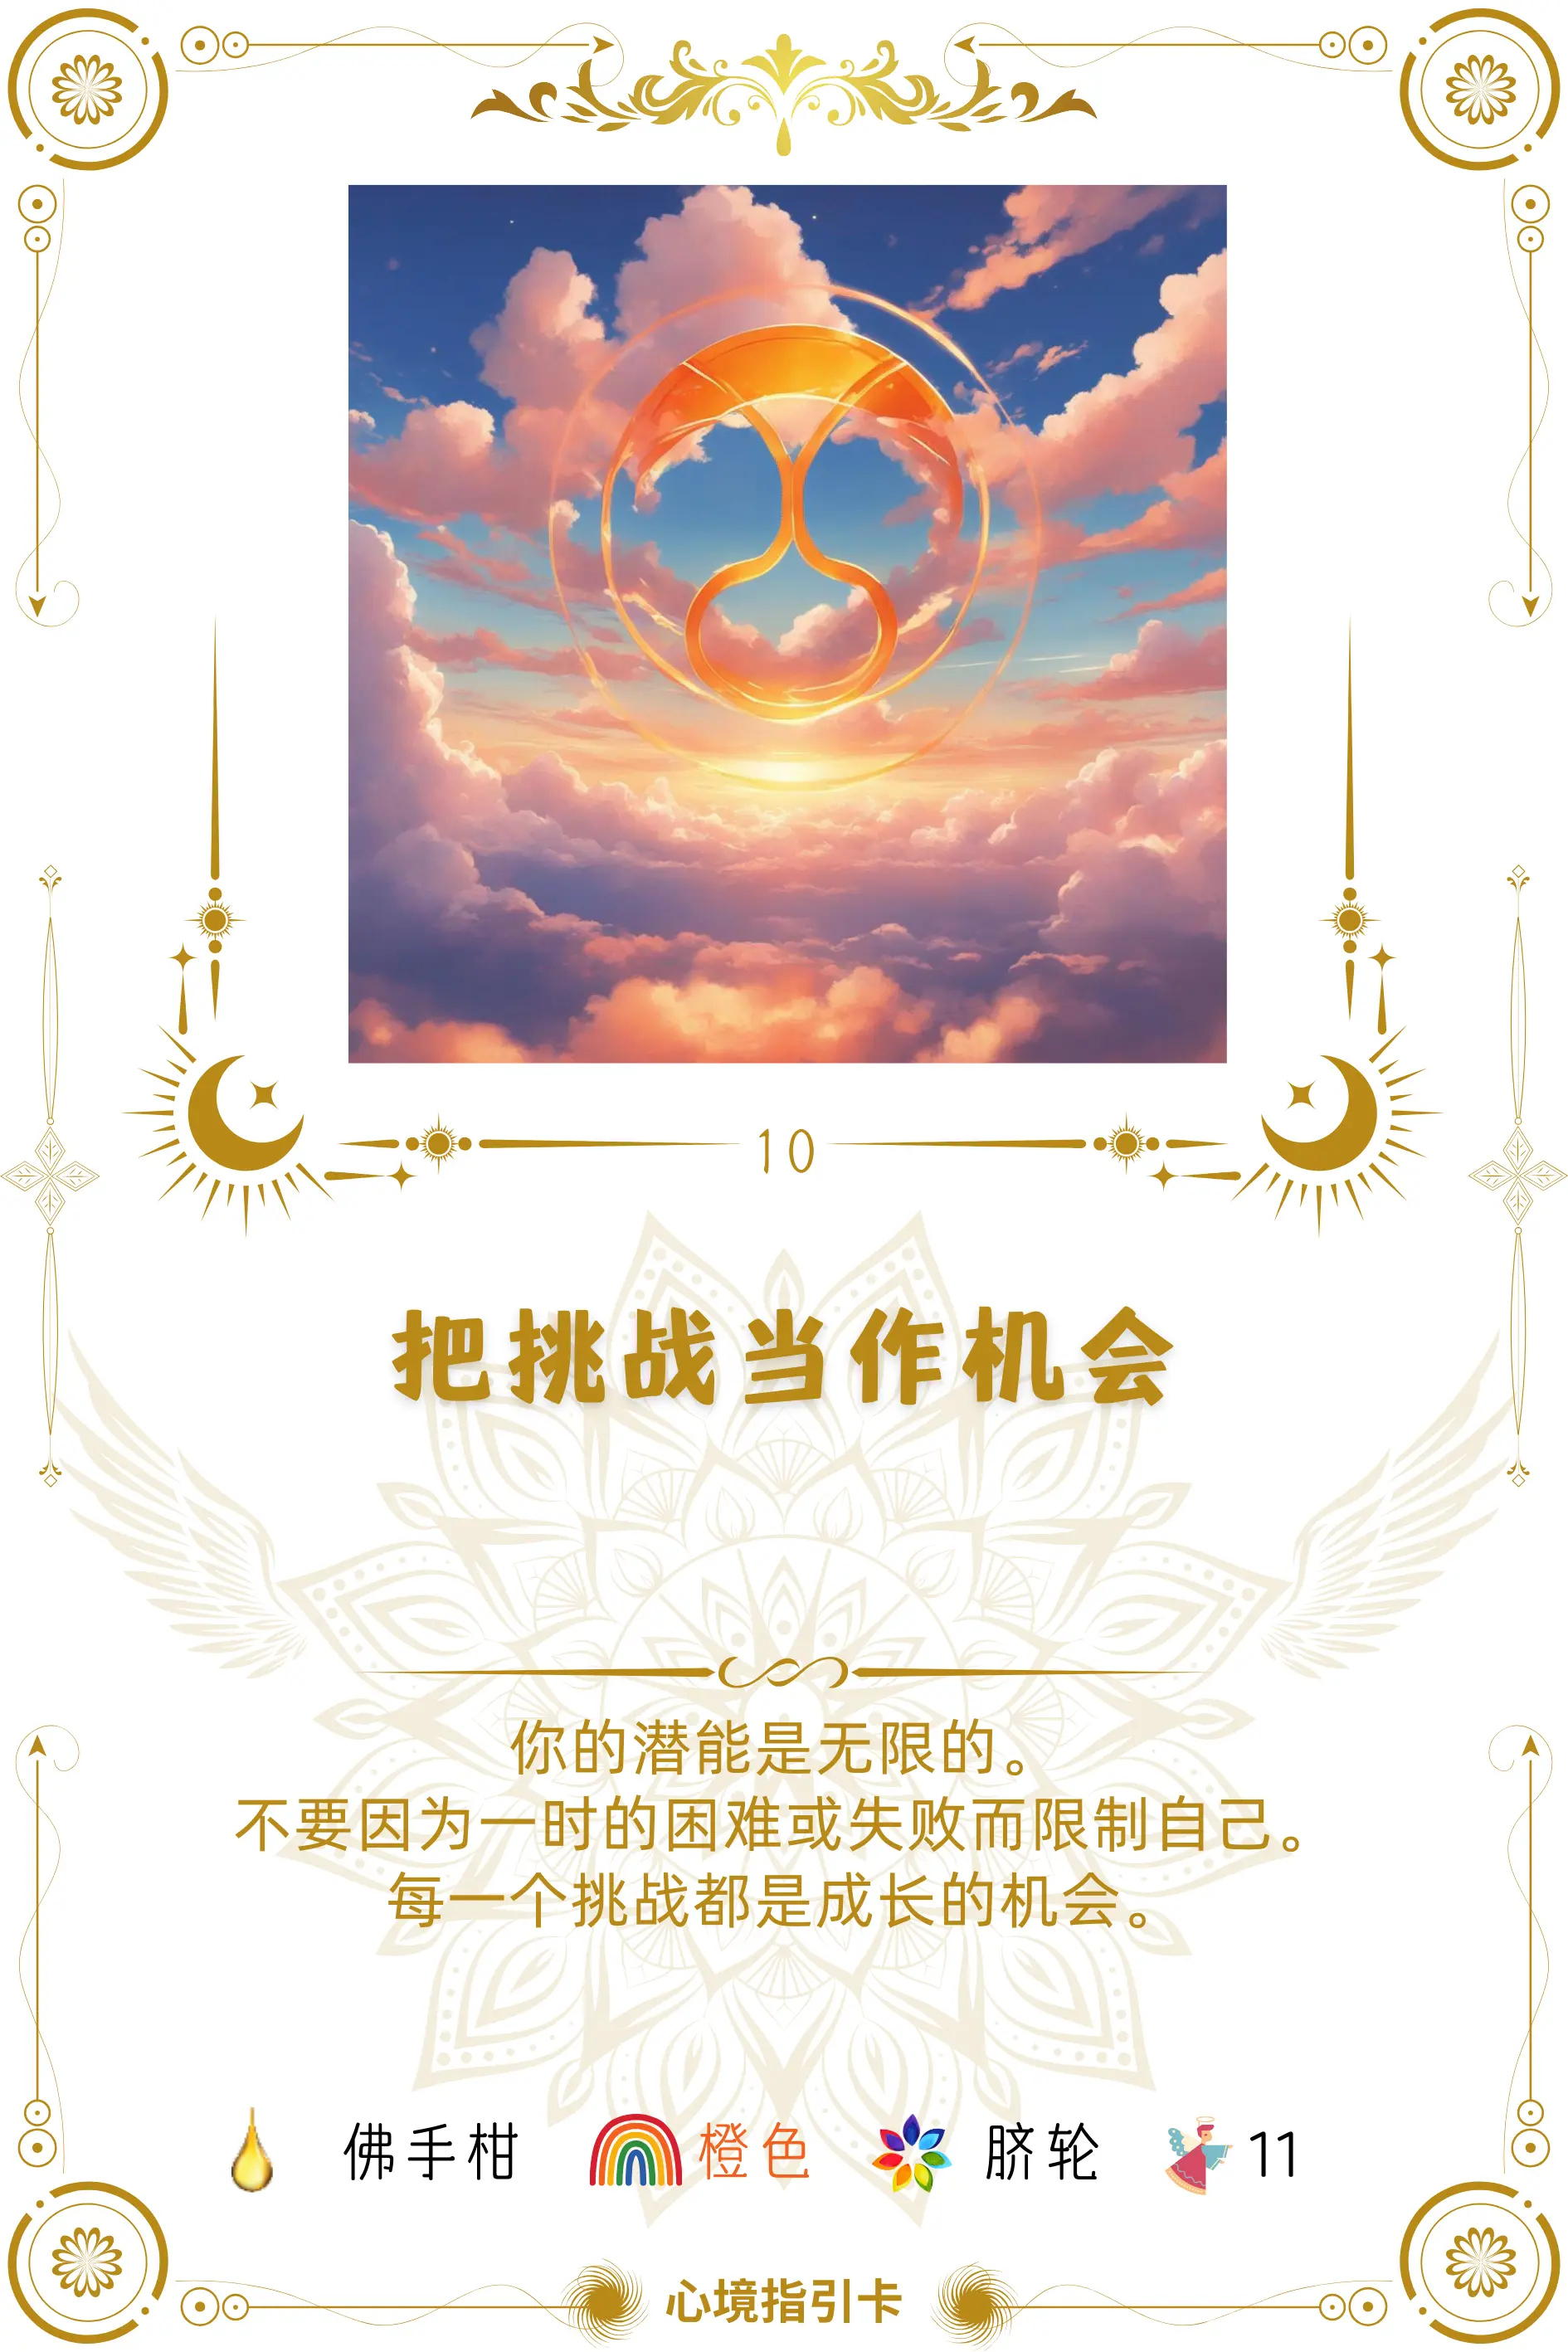 10
把挑战当作机会
你的潜能是无限的。
不要因为一时的困难或失败而限制自己。
每一个挑战都是成长的机会。
佛手柑 橙色 脐轮 11
心境指引卡